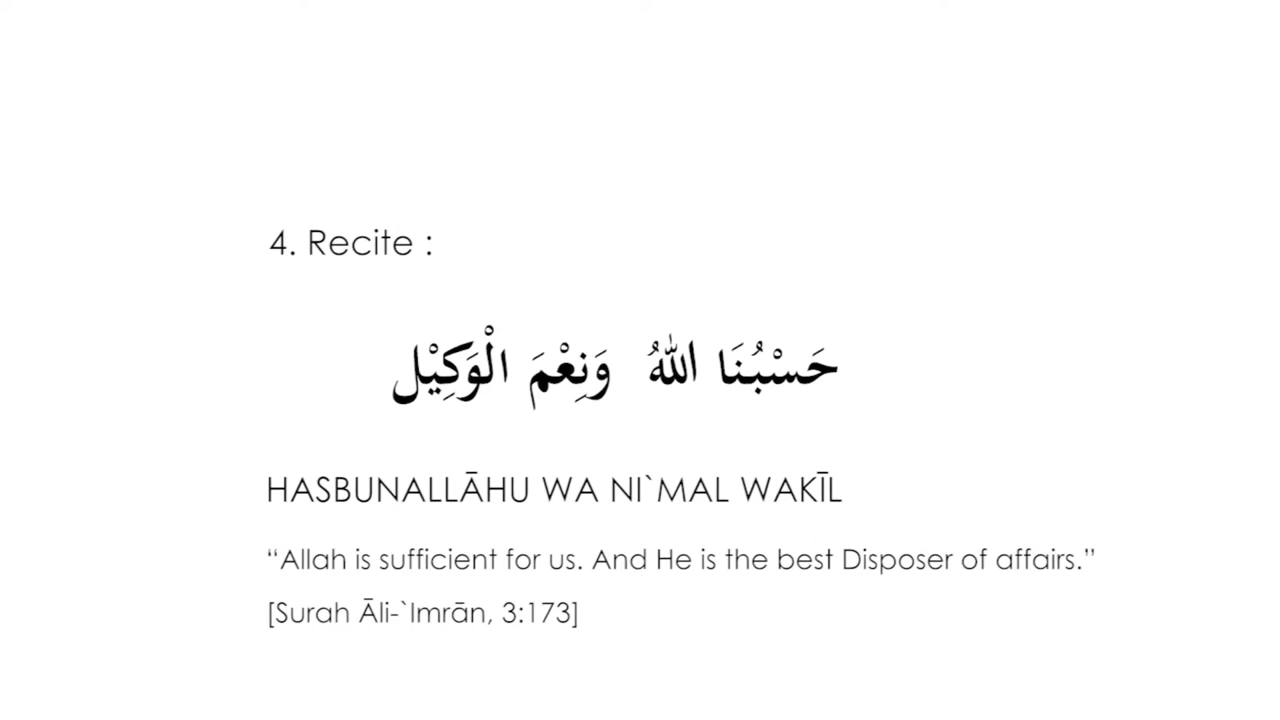 4. Recite :
حَسْبُنَا اللهُ وَنِعْمَ الْوَكِيْل
HASBUNALLĀHU WA NI`MAL WAKĪL
“Allah is sufficient for us. And He is the best Disposer of affairs.”
[Surah Āli-`Imrān, 3:173]